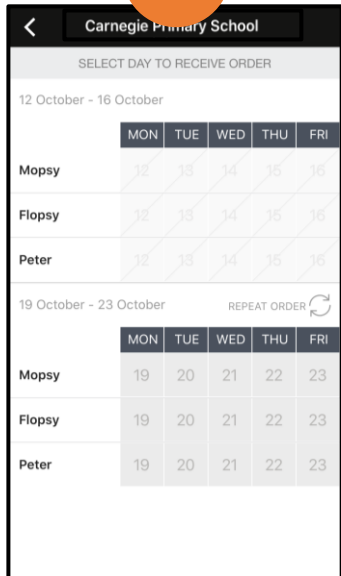 Carnegie Primary School
SELECT DAY TO RECEIVE ORDER
12 October - 16 October
MON TUE WED THU FRI
Mopsy 12 13 14 15 16
Flopsy 12 13 14 15 16
Peter 12 13 14 15 16
19 October - 23 October REPEAT ORDER
MON TUE WED THU FRI
Mopsy 19 20 21 22 23
Flopsy 19 20 21 22 23
Peter 19 20 21 22 23